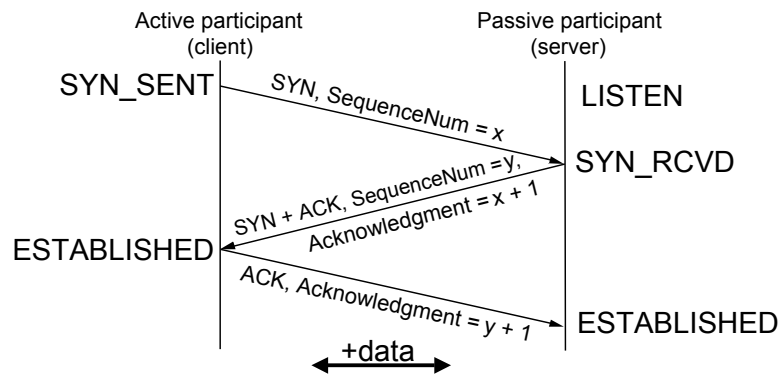 Active participant
(client)
Passive participant
(server)
SYN_SENT
SYN, SequenceNum = x
LISTEN
SYN_RCVD
SYN + ACK, SequenceNum = y,
Acknowledgment = x + 1
ESTABLISHED
ACK, Acknowledgment = y + 1
ESTABLISHED
+data